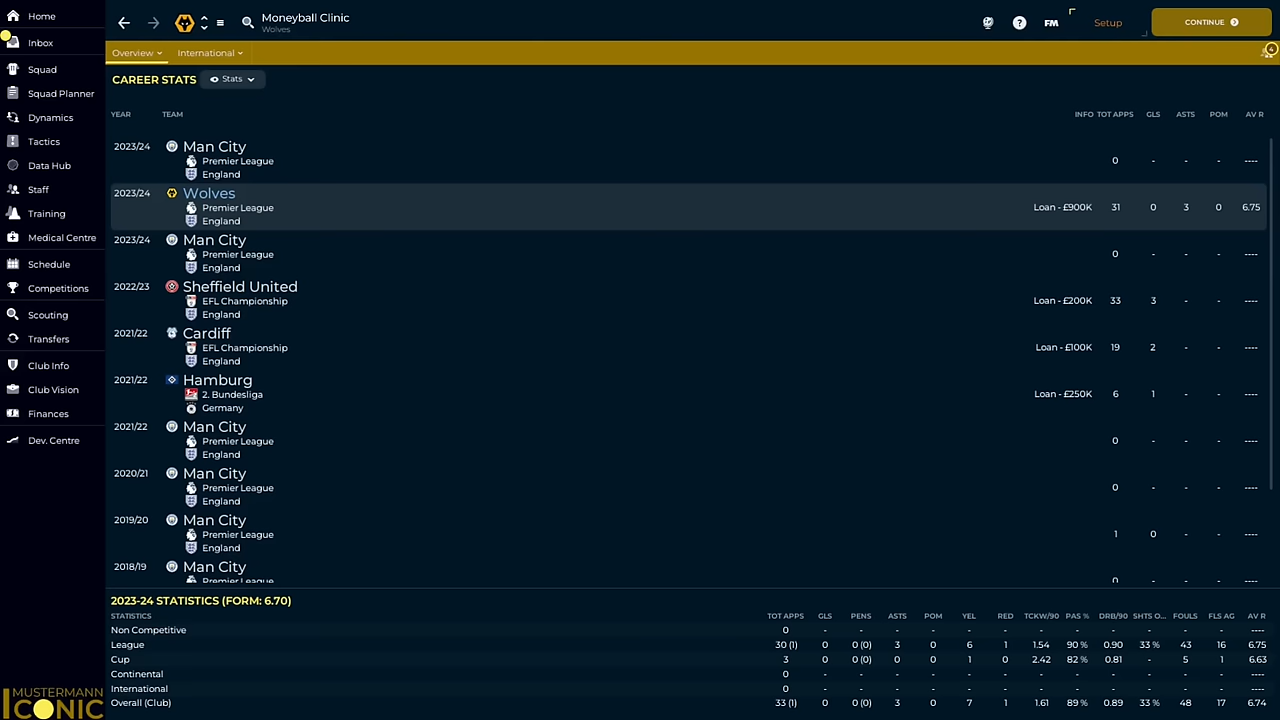 Home
Inbox
Squad
Squad Planner
Dynamics
Tactics
Data Hub
Staff
Training
Medical Centre
Schedule
Competitions
Scouting
Transfers
Club Info
Club Vision
Finances
Dev. Centre
MUSTERMANN
ICONIC
Moneyball Clinic
Wolves
? FM Setup CONTINUE
Overview International 4
CAREER STATS Stats
YEAR TEAM INFO TOT APPS GLS ASTS POM AV R
2023/24 Man City
Premier League 0 - - - ----
England
2023/24 Wolves
Premier League Loan - £900K 31 0 3 0 6.75
England
2023/24 Man City
Premier League 0 - - - ----
England
2022/23 Sheffield United
EFL Championship Loan - £200K 33 3 - - ----
England
2021/22 Cardiff
EFL Championship Loan - £100K 19 2 - - ----
England
2021/22 Hamburg
2. Bundesliga Loan - £250K 6 1 - - ----
Germany
2021/22 Man City
Premier League 0 - - - ----
England
2020/21 Man City
Premier League 0 - - - ----
England
2019/20 Man City
Premier League 1 0 - - ----
England
2018/19 Man City
Premier League 0 - - - ----
2023-24 STATISTICS (FORM: 6.70)
STATISTICS TOT APPS GLS PENS ASTS POM YEL RED TCKW/90 PAS % DRB/90 SHTS O... FOULS FLS AG AV R
Non Competitive 0 - - - - - - - - - - - - ----
League 30 (1) 0 0 (0) 3 0 6 1 1.54 90 % 0.90 33 % 43 16 6.75
Cup 3 0 0 (0) 0 0 1 0 2.42 82 % 0.81 - 5 1 6.63
Continental 0 - - - - - - - - - - - - ----
International 0 - - - - - - - - - - - - ----
Overall (Club) 33 (1) 0 0 (0) 3 0 7 1 1.61 89 % 0.89 33 % 48 17 6.74